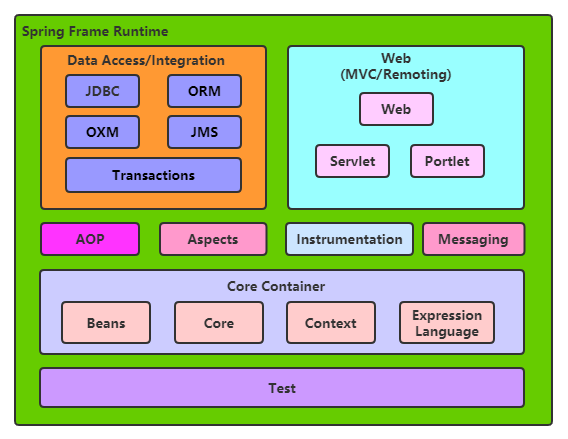 Spring Frame Runtime
Data Access/Integration
JDBC
ORM
OXM
JMS
Transactions
Web
(MVC/Remoting)
Web
Servlet
Portlet
AOP
Aspects
Instrumentation
Messaging
Core Container
Beans
Core
Context
Expression
Language
Test